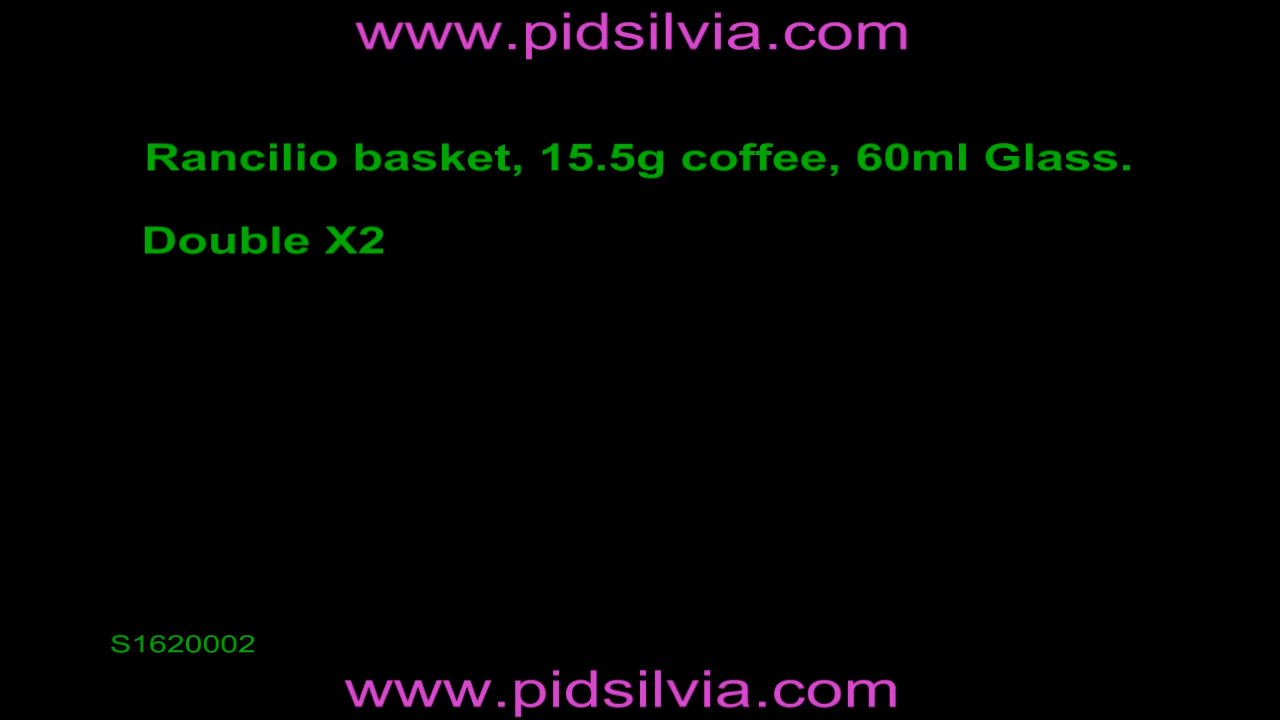 www.pidsilvia.com
Rancilio basket, 15.5g coffee, 60ml Glass.
Double X2
S1620002
www.pidsilvia.com